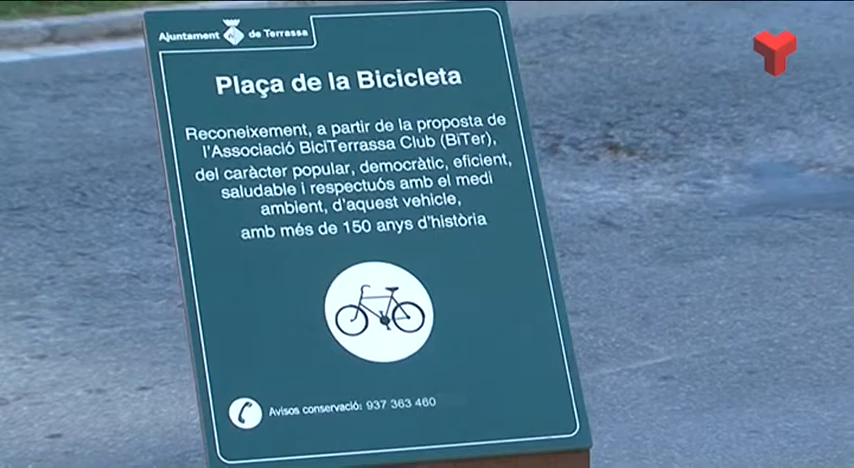 Ajuntament de Terrassa
Plaça de la Bicicleta
Reconeixement, a partir de la proposta de
l'Associació BiciTerrassa Club (BiTer),
del caràcter popular, democràtic, eficient,
saludable i respectuós amb el medi
ambient, d'aquest vehicle,
amb més de 150 anys d'història
Avisos conservació: 937 363 460